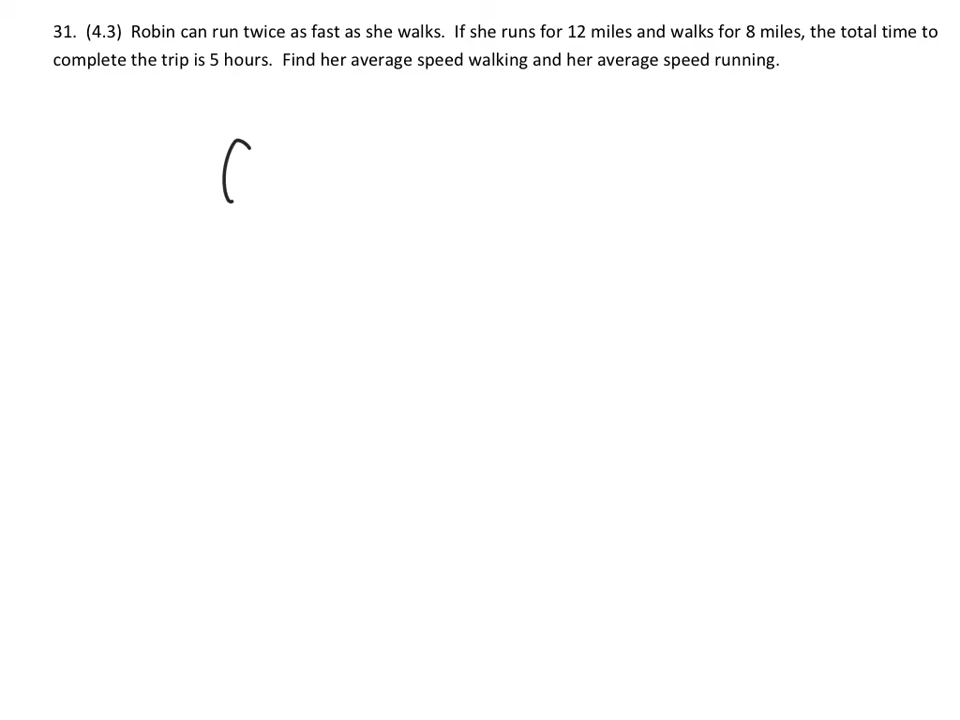 31. (4.3) Robin can run twice as fast as she walks. If she runs for 12 miles and walks for 8 miles, the total time to
complete the trip is 5 hours. Find her average speed walking and her average speed running.
(